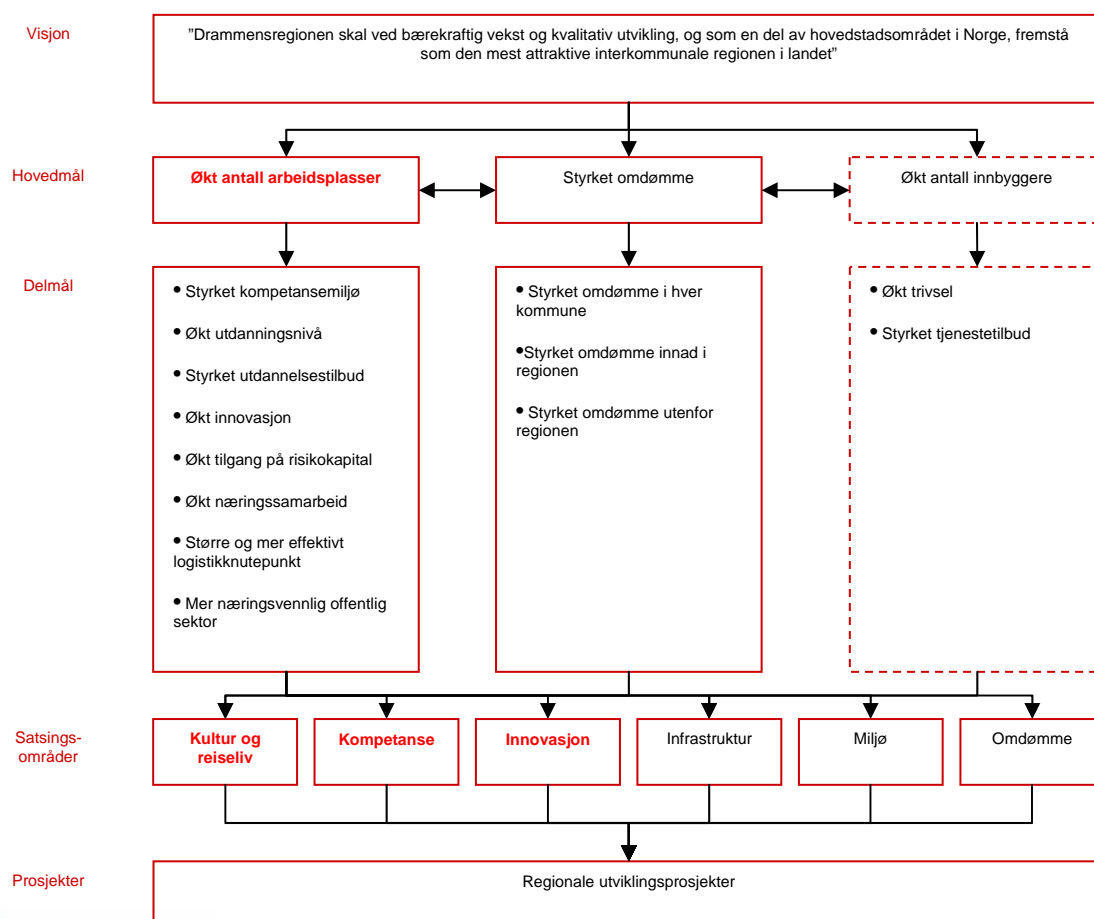 Visjon
”Drammensregionen skal ved bærekraftig vekst og kvalitativ utvikling, og som en del av hovedstadsområdet i Norge, fremstå
som den mest attraktive interkommunale regionen i landet”
Hovedmål
Økt antall arbeidsplasser
Styrket omdømme
Økt antall innbyggere
Delmål
• Styrket kompetansemiljø
• Økt utdanningsnivå
• Styrket utdannelsestilbud
• Økt innovasjon
• Økt tilgang på risikokapital
• Økt næringssamarbeid
• Større og mer effektivt
logistikknutepunkt
• Mer næringsvennlig offentlig
sektor
• Styrket omdømme i hver
kommune
•Styrket omdømme innad i
regionen
• Styrket omdømme utenfor
regionen
• Økt trivsel
• Styrket tjenestetilbud
Satsings-
områder
Kultur og
reiseliv
Kompetanse
Innovasjon
Infrastruktur
Miljø
Omdømme
Prosjekter
Regionale utviklingsprosjekter